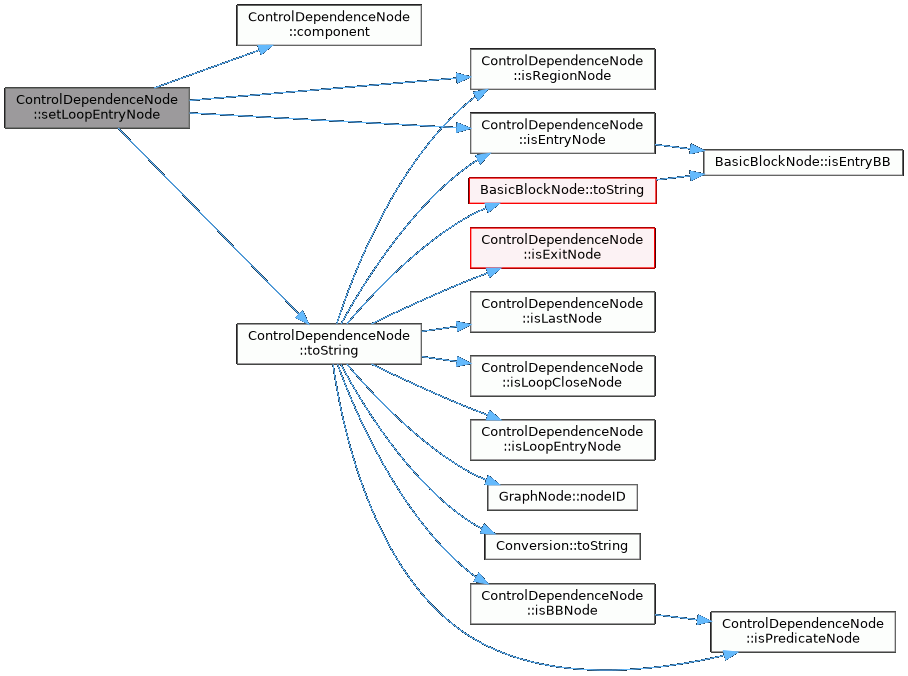 ControlDependenceNode
::component
ControlDependenceNode
::setLoopEntryNode
ControlDependenceNode
::isRegionNode
ControlDependenceNode
::isEntryNode
BasicBlockNode::isEntryBB
BasicBlockNode::toString
ControlDependenceNode
::isExitNode
ControlDependenceNode
::isLastNode
ControlDependenceNode
::toString
ControlDependenceNode
::isLoopCloseNode
ControlDependenceNode
::isLoopEntryNode
GraphNode::nodeID
Conversion::toString
ControlDependenceNode
::isBBNode
ControlDependenceNode
::isPredicateNode